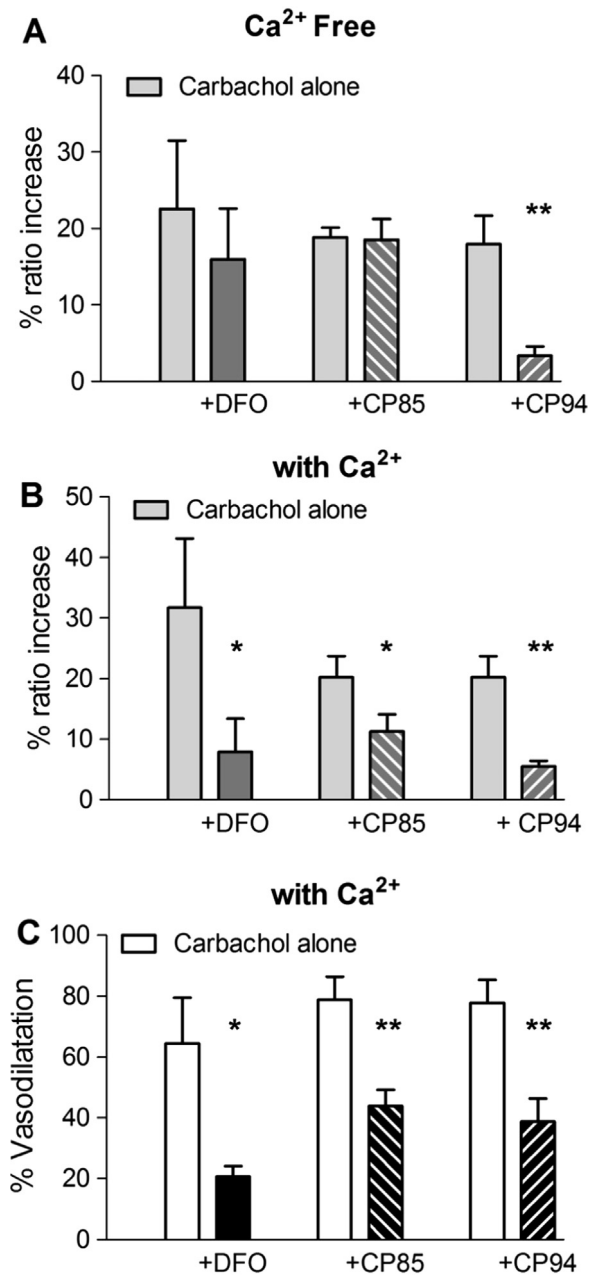 A
Ca2+ Free
Carbachol alone
% ratio increase
40
30
20
10
0
**
+DFO
+CP85
+CP94
B
with Ca2+
Carbachol alone
% ratio increase
50
40
30
20
10
0
*
*
**
+DFO
+CP85
+ CP94
C
with Ca2+
Carbachol alone
% Vasodilatation
100
80
60
40
20
0
*
**
**
+DFO
+CP85
+CP94